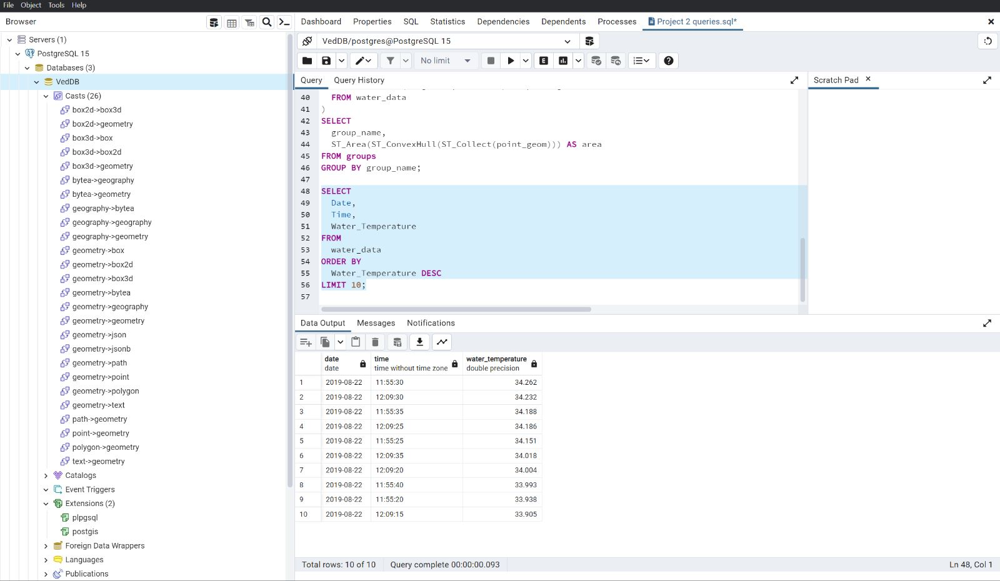 File Object Tools Help
Browser
Dashboard Properties SQL Statistics Dependencies Dependents Processes Project 2 queries.sql*
Servers (1)
PostgreSQL 15
Databases (3)
VedDB
Casts (26)
box2d->box3d
box2d->geometry
box3d->box
box3d->box2d
box3d->geometry
bytea->geography
bytea->geometry
geography->bytea
geography->geography
geography->geometry
geometry->box
geometry->box2d
geometry->box3d
geometry->bytea
geometry->geography
geometry->geometry
geometry->json
geometry->jsonb
geometry->path
geometry->point
geometry->polygon
geometry->text
path->geometry
point->geometry
polygon->geometry
text->geometry
Catalogs
Event Triggers
Extensions (2)
plpgsql
postgis
Foreign Data Wrappers
Languages
Publications
VedDB/postgres@PostgreSQL 15
No limit
E
Query Query History
Scratch Pad
40 FROM water_data
41 )
42 SELECT
43 group_name,
44 ST_Area(ST_ConvexHull(ST_Collect(point_geom))) AS area
45 FROM groups
46 GROUP BY group_name;
47
48 SELECT
49 Date,
50 Time,
51 Water_Temperature
52 FROM
53 water_data
54 ORDER BY
55 Water_Temperature DESC
56 LIMIT 10;
57
Data Output Messages Notifications
date time water_temperature
date time without time zone double precision
1 2019-08-22 11:55:30 34.262
2 2019-08-22 12:09:30 34.232
3 2019-08-22 11:55:35 34.188
4 2019-08-22 12:09:25 34.186
5 2019-08-22 11:55:25 34.151
6 2019-08-22 12:09:35 34.018
7 2019-08-22 12:09:20 34.004
8 2019-08-22 11:55:40 33.993
9 2019-08-22 11:55:20 33.938
10 2019-08-22 12:09:15 33.905
Total rows: 10 of 10 Query complete 00:00:00.093 Ln 48, Col 1